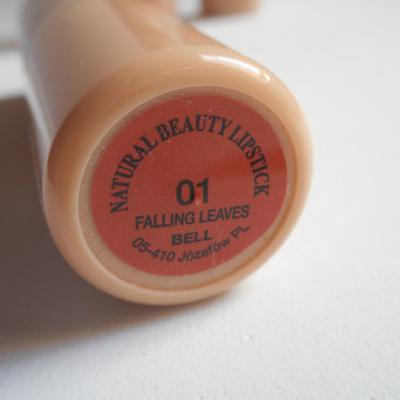 NATURAL BEAUTY LIPSTICK
01
FALLING LEAVES
BELL
05-410 Józefów PL